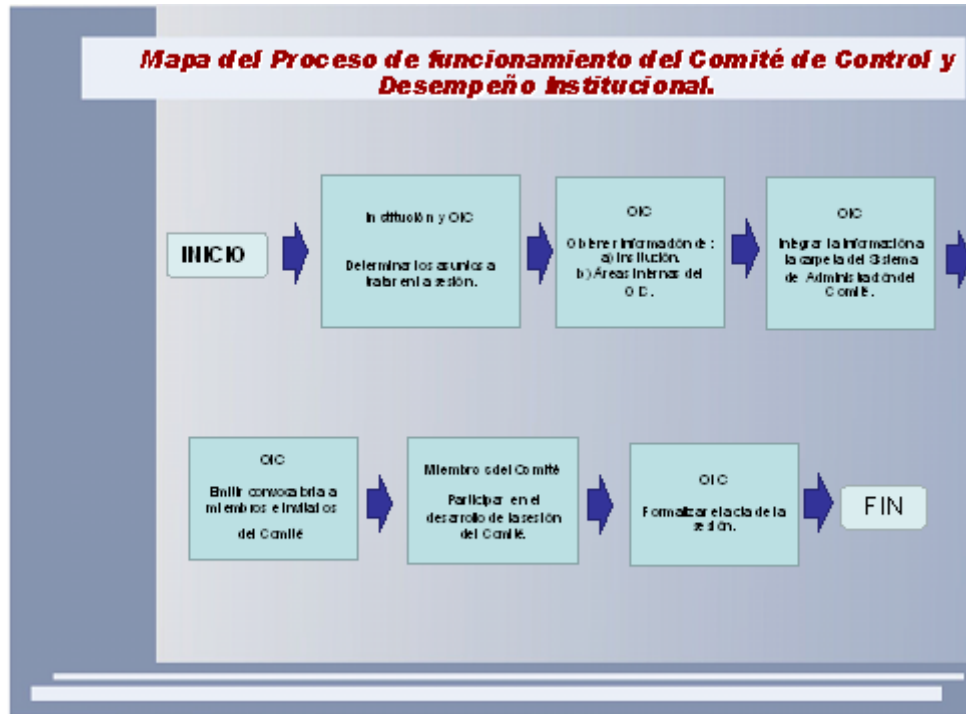 Mapa del Proceso de funcionamiento del Comité de Control y
Desempeño Institucional.
INICIO
Institución y OIC
Determinar los asuntos a
tratar en la sesión.
OIC
Obtener información de:
a) Institución.
b) Áreas internas del
OIC.
OIC
Integrar la información a
la carpeta del Sistema
de Administración del
Comité.
OIC
Emitir convocatoria a
miembros e invitados
del Comité
Miembros del Comité
Participar en el
desarrollo de la sesión
del Comité.
OIC
Formalizar el acta de la
sesión.
FIN